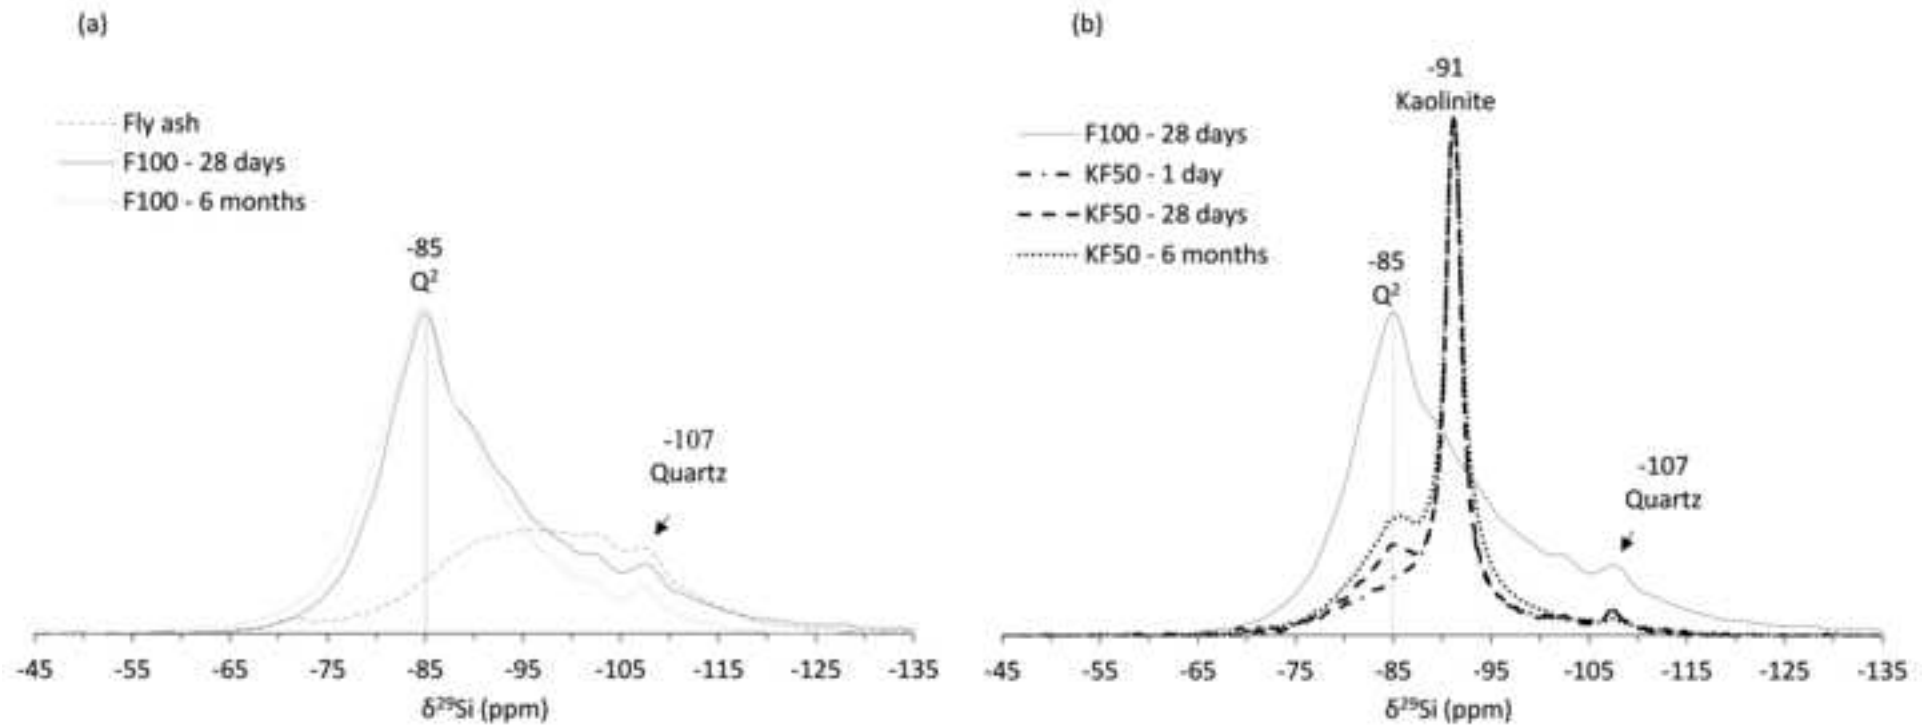 (a)
Fly ash
F100 - 28 days
F100 - 6 months
-85
Q²
-107
Quartz
-45 -55 -65 -75 -85 -95 -105 -115 -125 -135
δ²⁹Si (ppm)
(b)
-91
Kaolinite
F100 - 28 days
KF50 - 1 day
KF50 - 28 days
KF50 - 6 months
-85
Q²
-107
Quartz
-45 -55 -65 -75 -85 -95 -105 -115 -125 -135
δ²⁹Si (ppm)